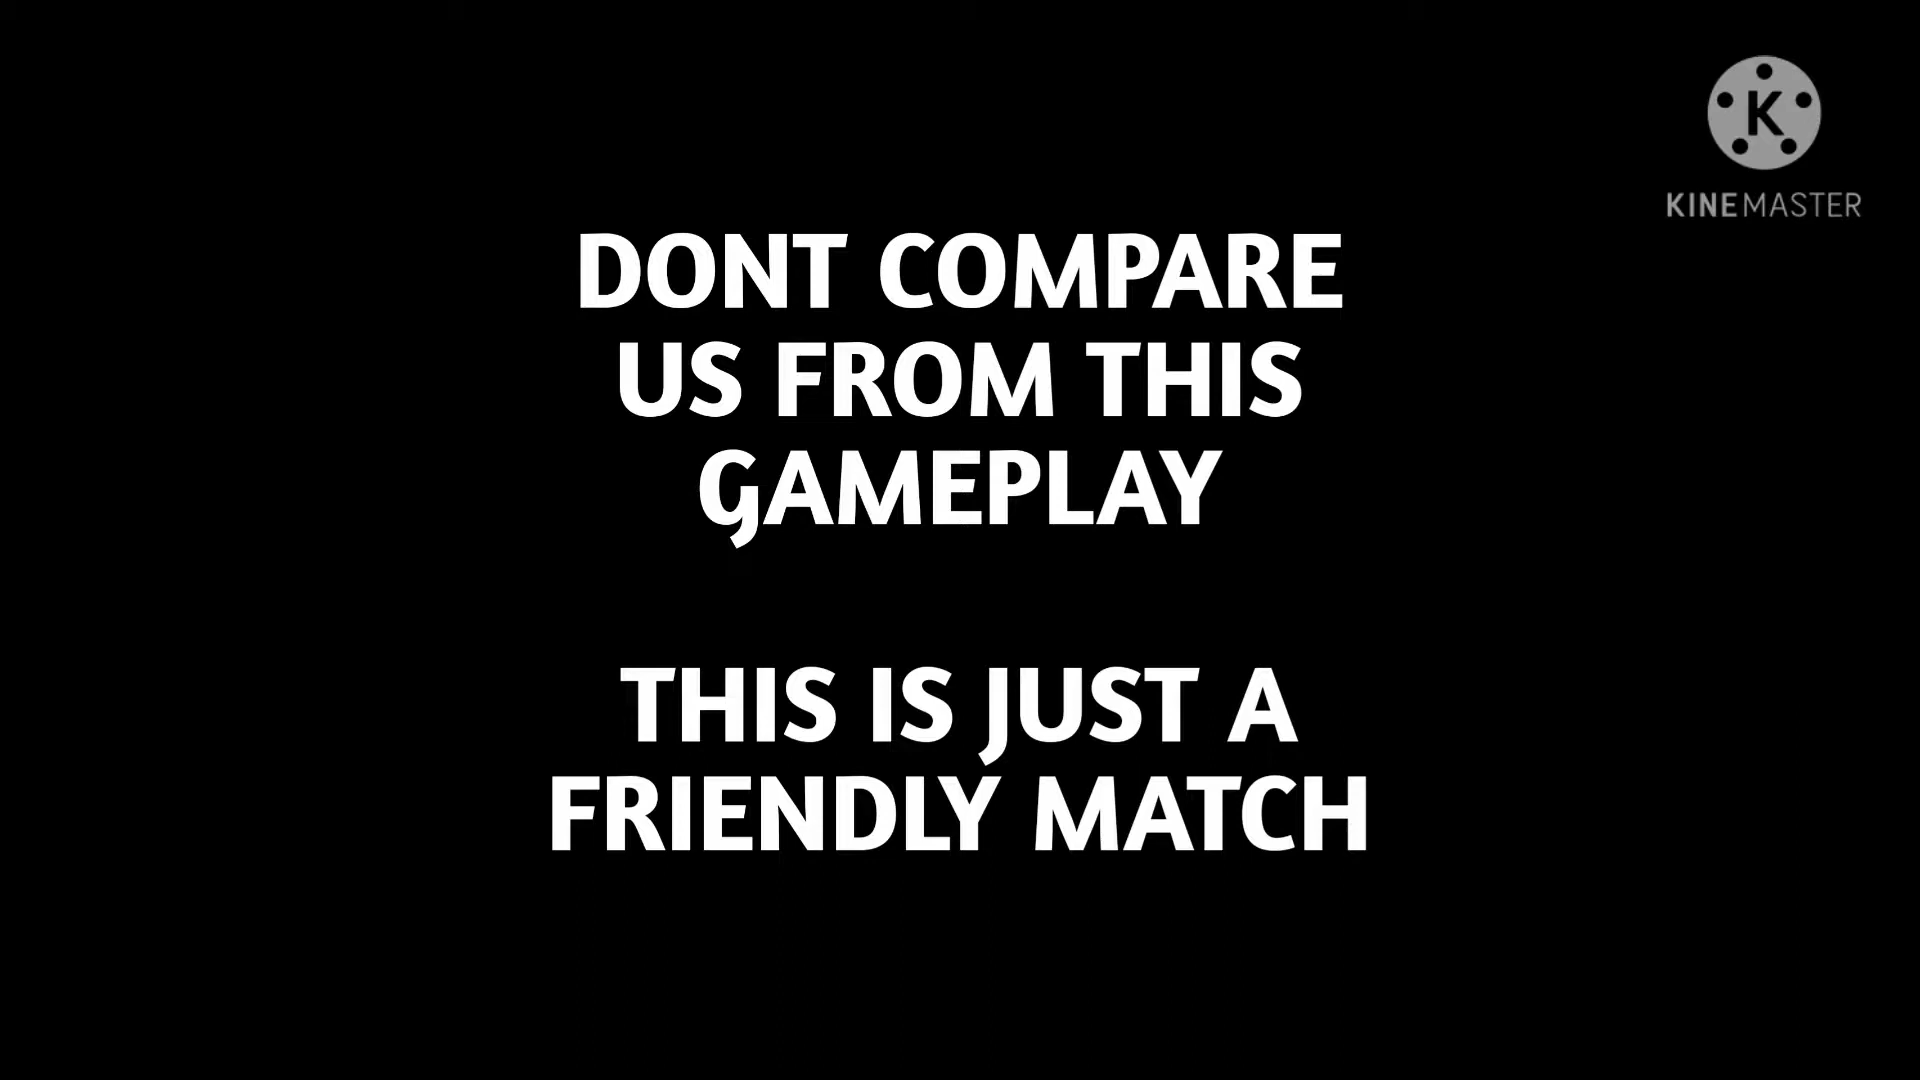 K
KINEMASTER
DONT COMPARE
US FROM THIS
GAMEPLAY
THIS IS JUST A
FRIENDLY MATCH